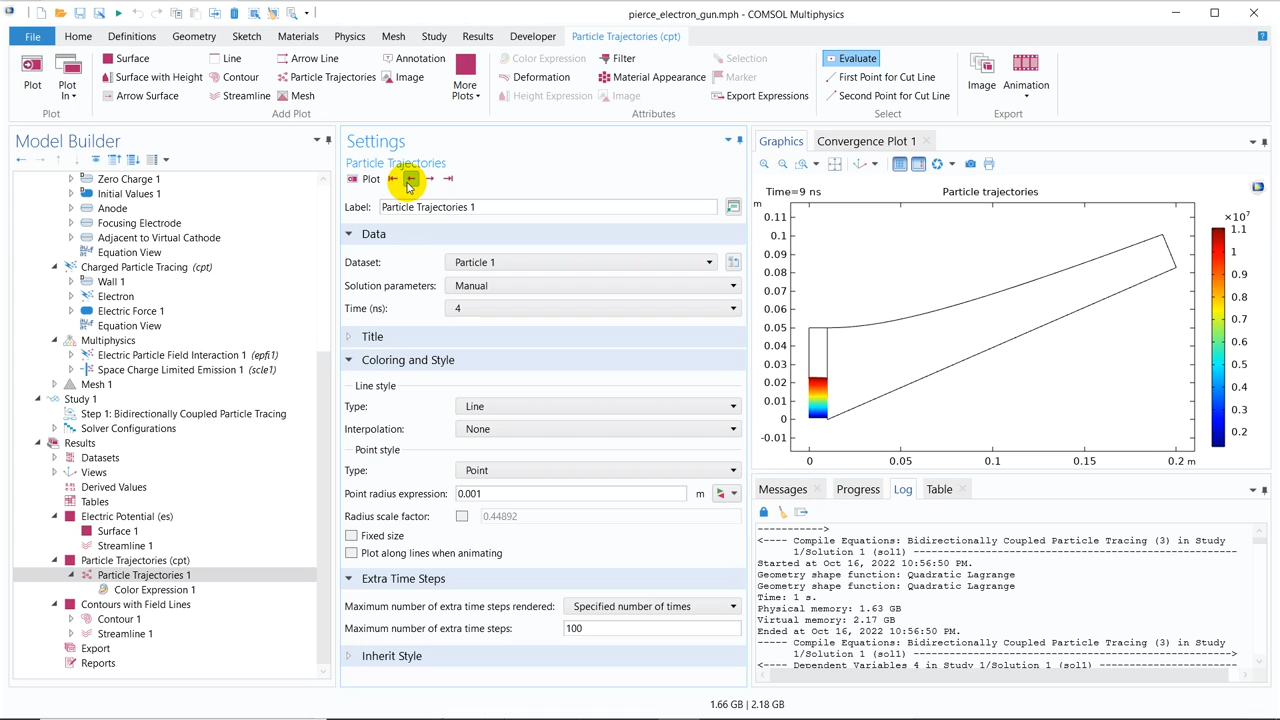 pierce_electron_gun.mph - COMSOL Multiphysics
File Home Definitions Geometry Sketch Materials Physics Mesh Study Results Developer Particle Trajectories (cpt)
Plot
Plot In
Surface
Surface with Height
Arrow Surface
Line
Contour
Streamline
Arrow Line
Particle Trajectories
Mesh
Annotation
Image
More Plots
Color Expression
Deformation
Height Expression
Filter
Material Appearance
Image
Selection
Marker
Export Expressions
Evaluate
First Point for Cut Line
Second Point for Cut Line
Image
Animation
Plot Add Plot Attributes Select Export
Model Builder
Zero Charge 1
Initial Values 1
Anode
Focusing Electrode
Adjacent to Virtual Cathode
Equation View
Charged Particle Tracing (cpt)
Wall 1
Electron
Electric Force 1
Equation View
Multiphysics
Electric Particle Field Interaction 1 (epfi1)
Space Charge Limited Emission 1 (scle1)
Mesh 1
Study 1
Step 1: Bidirectionally Coupled Particle Tracing
Solver Configurations
Results
Datasets
Views
Derived Values
Tables
Electric Potential (es)
Surface 1
Streamline 1
Particle Trajectories (cpt)
Particle Trajectories 1
Color Expression 1
Contours with Field Lines
Contour 1
Streamline 1
Export
Reports
Settings
Particle Trajectories
Plot
Label: Particle Trajectories 1
Data
Dataset: Particle 1
Solution parameters: Manual
Time (ns): 4
Title
Coloring and Style
Line style
Type: Line
Interpolation: None
Point style
Type: Point
Point radius expression: 0.001 m
Radius scale factor: 0.44892
Fixed size
Plot along lines when animating
Extra Time Steps
Maximum number of extra time steps rendered: Specified number of times
Maximum number of extra time steps: 100
Inherit Style
Graphics Convergence Plot 1
Time=9 ns Particle trajectories
m
0.11
0.1
0.09
0.08
0.07
0.06
0.05
0.04
0.03
0.02
0.01
0
-0.01
0 0.05 0.1 0.15 0.2 m
×10⁷
1.1
1
0.9
0.8
0.7
0.6
0.5
0.4
0.3
0.2
Messages Progress Log Table
----------->
<---- Compile Equations: Bidirectionally Coupled Particle Tracing (3) in Study
1/Solution 1 (sol1) ----------------------------------------
Started at Oct 16, 2022 10:56:50 PM.
Geometry shape function: Quadratic Lagrange
Geometry shape function: Quadratic Lagrange
Time: 1 s.
Physical memory: 1.63 GB
Virtual memory: 2.17 GB
Ended at Oct 16, 2022 10:56:50 PM.
----- Compile Equations: Bidirectionally Coupled Particle Tracing (3) in Study
1/Solution 1 (sol1) ---------------------------------------->
<---- Dependent Variables 4 in Study 1/Solution 1 (sol1) --------------------
1.66 GB | 2.18 GB